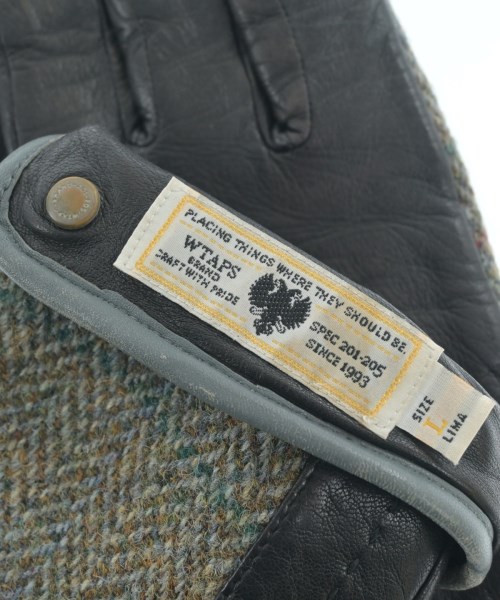 PLACING THINGS WHERE THEY SHOULD BE.
WTAPS
BRAND
CRAFT WITH PRIDE
SPEC 201-205
SINCE 1993
SIZE
L
LIMA